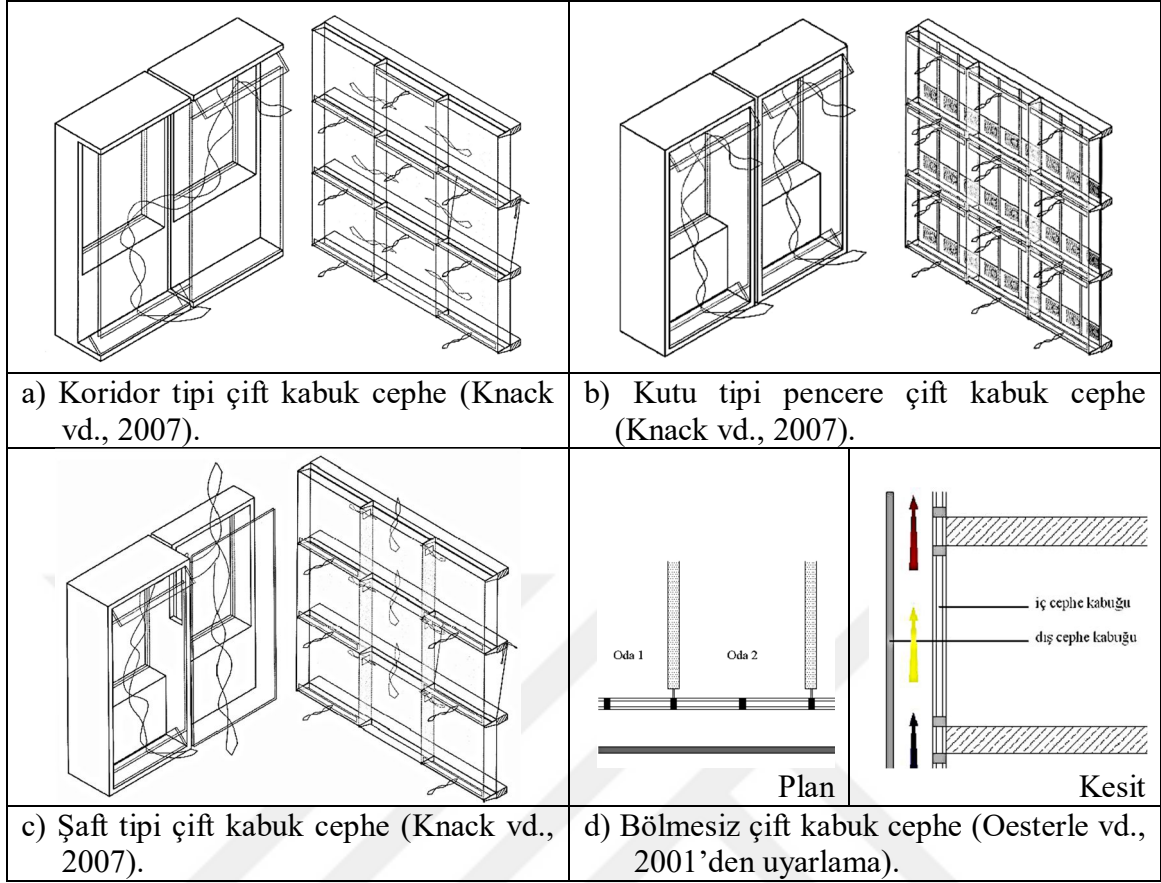 a) Koridor tipi çift kabuk cephe (Knack
vd., 2007).
b) Kutu tipi pencere çift kabuk cephe
(Knack vd., 2007).
Oda 1
Oda 2
Plan
iç cephe kabuğu
dış cephe kabuğu
Kesit
c) Şaft tipi çift kabuk cephe (Knack vd.,
2007).
d) Bölmesiz çift kabuk cephe (Oesterle vd.,
2001’den uyarlama).